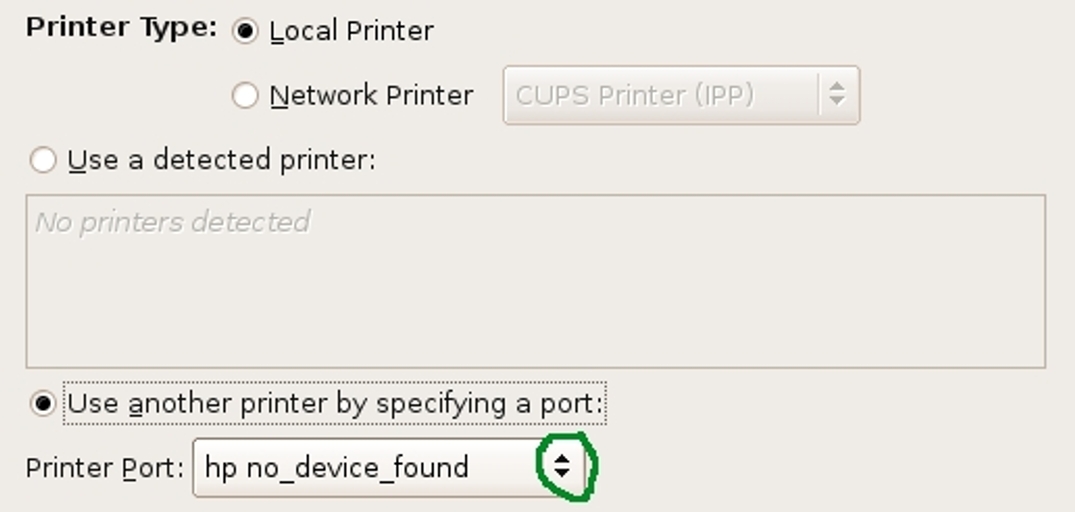 Printer Type: Local Printer
Network Printer CUPS Printer (IPP)
Use a detected printer:
No printers detected
Use another printer by specifying a port:
Printer Port: hp no_device_found